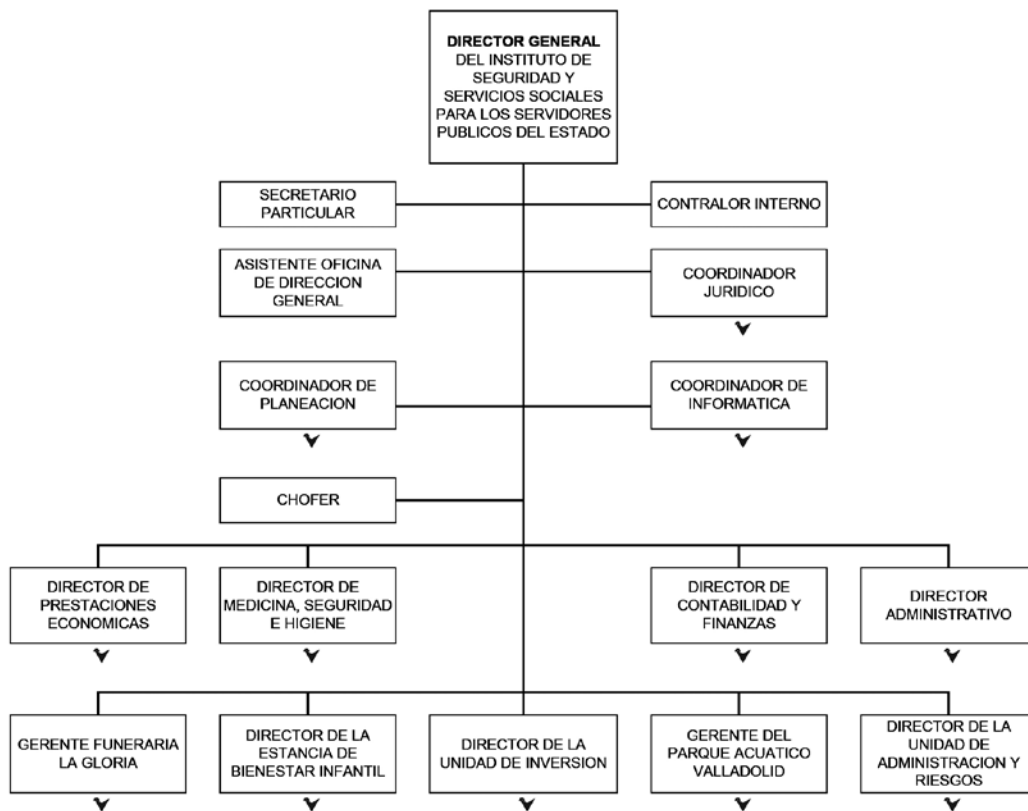 DIRECTOR GENERAL
DEL INSTITUTO DE
SEGURIDAD Y
SERVICIOS SOCIALES
PARA LOS SERVIDORES
PUBLICOS DEL ESTADO
SECRETARIO
PARTICULAR
CONTRALOR INTERNO
ASISTENTE OFICINA
DE DIRECCION
GENERAL
COORDINADOR
JURIDICO
COORDINADOR DE
PLANEACION
COORDINADOR DE
INFORMATICA
CHOFER
DIRECTOR DE
PRESTACIONES
ECONOMICAS
DIRECTOR DE
MEDICINA, SEGURIDAD
E HIGIENE
DIRECTOR DE
CONTABILIDAD Y
FINANZAS
DIRECTOR
ADMINISTRATIVO
GERENTE FUNERARIA
LA GLORIA
DIRECTOR DE LA
ESTANCIA DE
BIENESTAR INFANTIL
DIRECTOR DE LA
UNIDAD DE INVERSION
GERENTE DEL
PARQUE ACUATICO
VALLADOLID
DIRECTOR DE LA
UNIDAD DE
ADMINISTRACION Y
RIESGOS